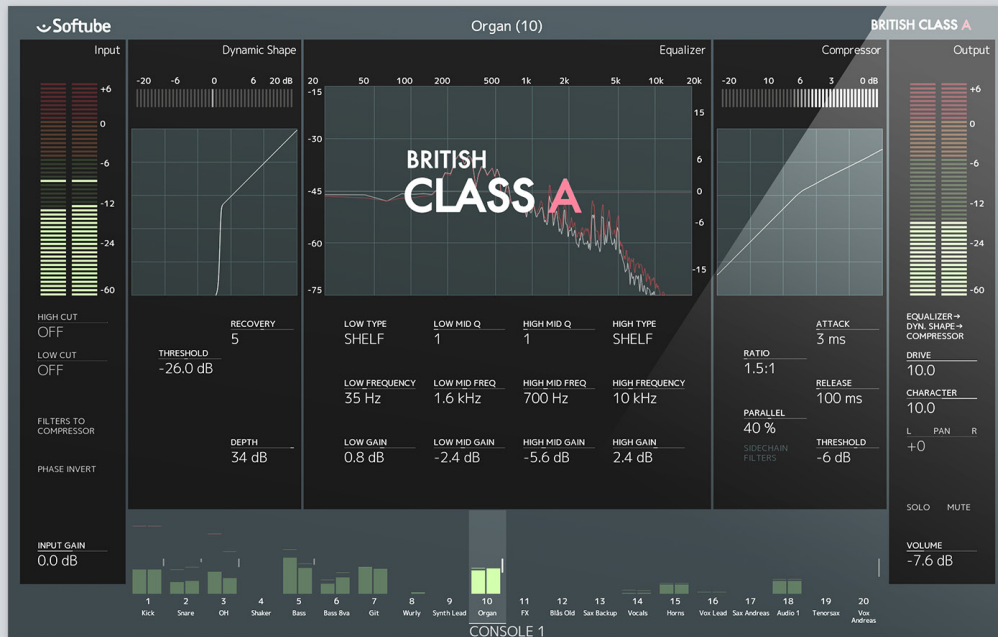 Softube
Organ (10)
BRITISH CLASS A
Input
Dynamic Shape
Equalizer
Compressor
Output
+6
0
-6
-12
-24
-60
HIGH CUT
OFF
LOW CUT
OFF
FILTERS TO
COMPRESSOR
PHASE INVERT
INPUT GAIN
0.0 dB
-20 -6 0 6 20 dB
RECOVERY
5
THRESHOLD
-26.0 dB
DEPTH
34 dB
20 50 100 200 500 1k 2k 5k 10k 20k
-15
-30
-45
-60
-75
15
6
0
-6
-15
BRITISH
CLASS A
LOW TYPE LOW MID Q HIGH MID Q HIGH TYPE
SHELF 1 1 SHELF
LOW FREQUENCY LOW MID FREQ HIGH MID FREQ HIGH FREQUENCY
35 Hz 1.6 kHz 700 Hz 10 kHz
LOW GAIN LOW MID GAIN HIGH MID GAIN HIGH GAIN
0.8 dB -2.4 dB -5.6 dB 2.4 dB
-20 10 6 3 0 dB
ATTACK
3 ms
RATIO
1.5:1
RELEASE
100 ms
PARALLEL
40 %
SIDECHAIN
FILTERS
THRESHOLD
-6 dB
+6
0
-6
-12
-24
-60
EQUALIZER→
DYN. SHAPE→
COMPRESSOR
DRIVE
10.0
CHARACTER
10.0
L PAN R
+0
SOLO MUTE
VOLUME
-7.6 dB
1 2 3 4 5 6 7 8 9 10 11 12 13 14 15 16 17 18 19 20
Kick Snare OH Shaker Bass Bass Bva Git Wurly Synth Lead Organ FX Blås Old Sax Backup Vocals Horns Vox Lead Sax Andreas Audio 1 Tenorsax Vox
Andreas
CONSOLE 1